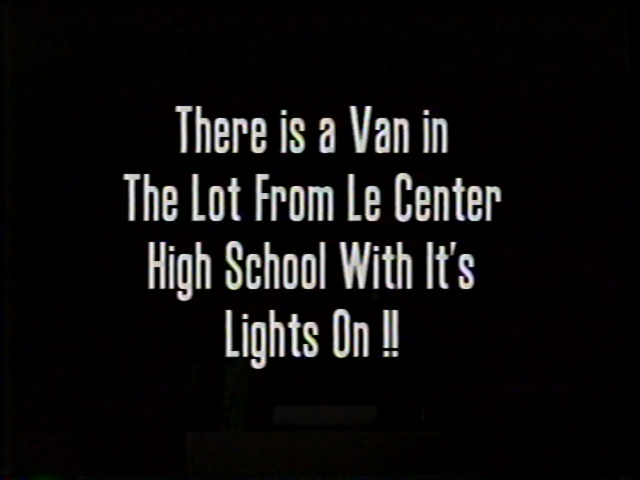 There is a Van in
The Lot From Le Center
High School With It's
Lights On !!